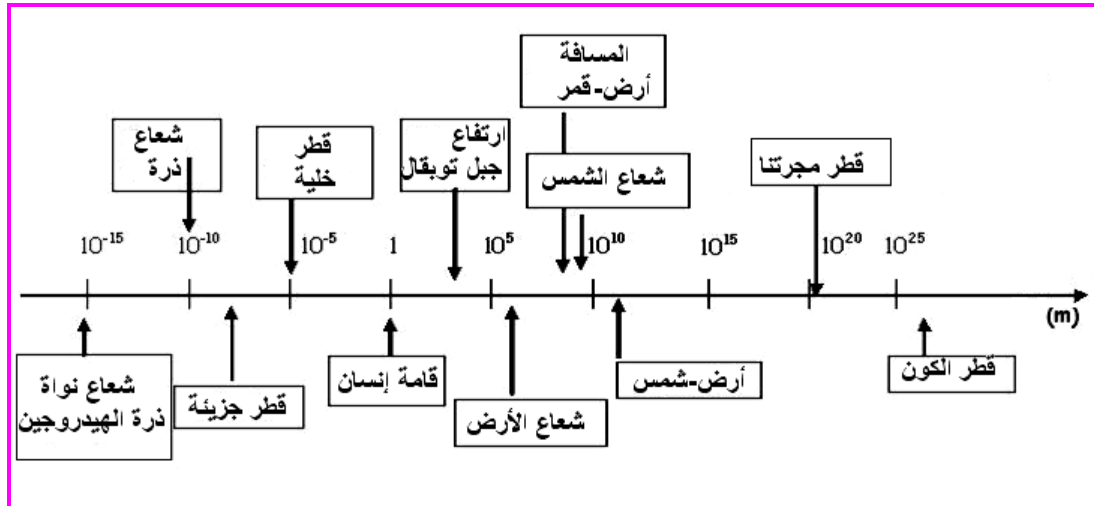 المسافة
أرض-قمر
شعاع
ذرة
قطر
خلية
ارتفاع
جبل توبقال
شعاع الشمس
قطر مجرتنا
10⁻¹⁵
10⁻¹⁰
10⁻⁵
1
10⁵
10¹⁰
10¹⁵
10²⁰
10²⁵
(m)
شعاع نواة
ذرة الهيدروجين
قطر جزيئة
قامة إنسان
شعاع الأرض
أرض-شمس
قطر الكون